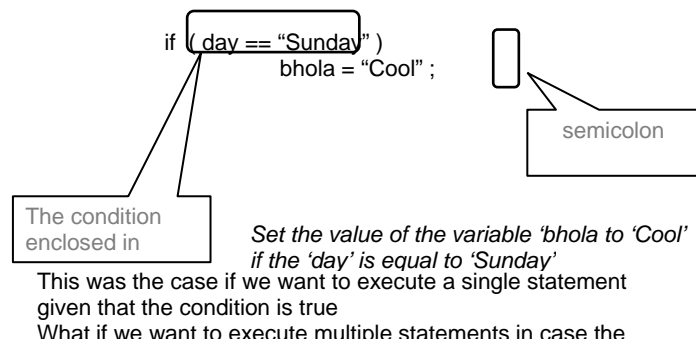 if ( day == “Sunday” )
bhola = “Cool” ;
semicolon
The condition
enclosed in
Set the value of the variable ‘bhola to ‘Cool’
if the ‘day’ is equal to ‘Sunday’
This was the case if we want to execute a single statement
given that the condition is true
What if we want to execute multiple statements in case the